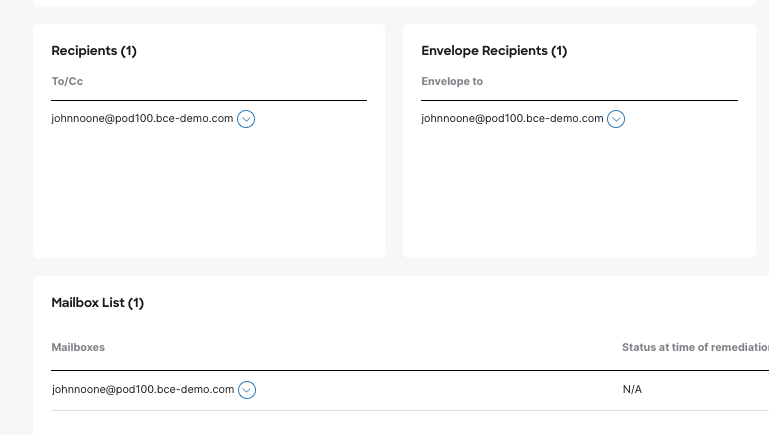 Recipients (1)
Envelope Recipients (1)
To/Cc
Envelope to
johnnoone@pod100.bce-demo.com
johnnoone@pod100.bce-demo.com
Mailbox List (1)
Mailboxes
Status at time of remediatio
johnnoone@pod100.bce-demo.com
N/A